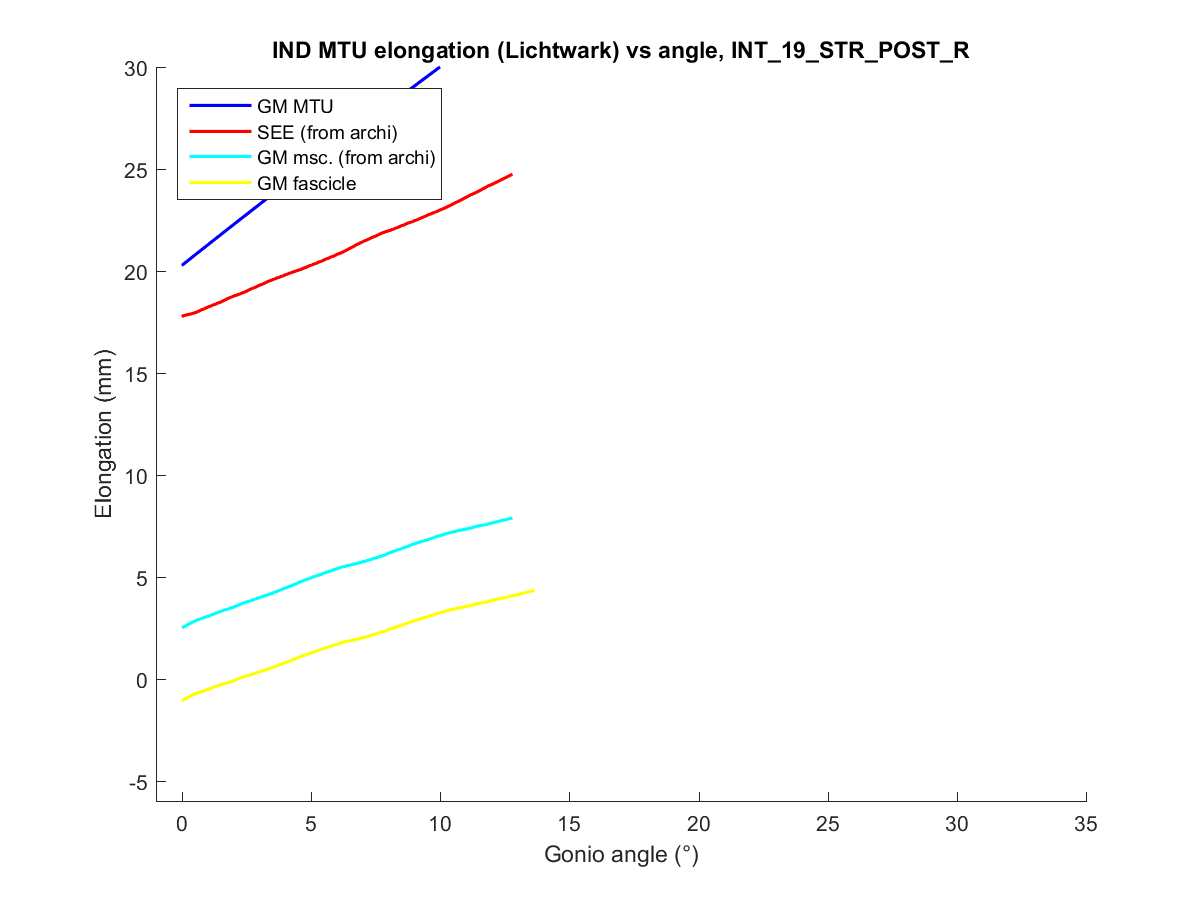 IND MTU elongation (Lichtwark) vs angle, INT_19_STR_POST_R
30
25
20
15
10
5
0
-5
Elongation (mm)
GM MTU
SEE (from archi)
GM msc. (from archi)
GM fascicle
0 5 10 15 20 25 30 35
Gonio angle (°)